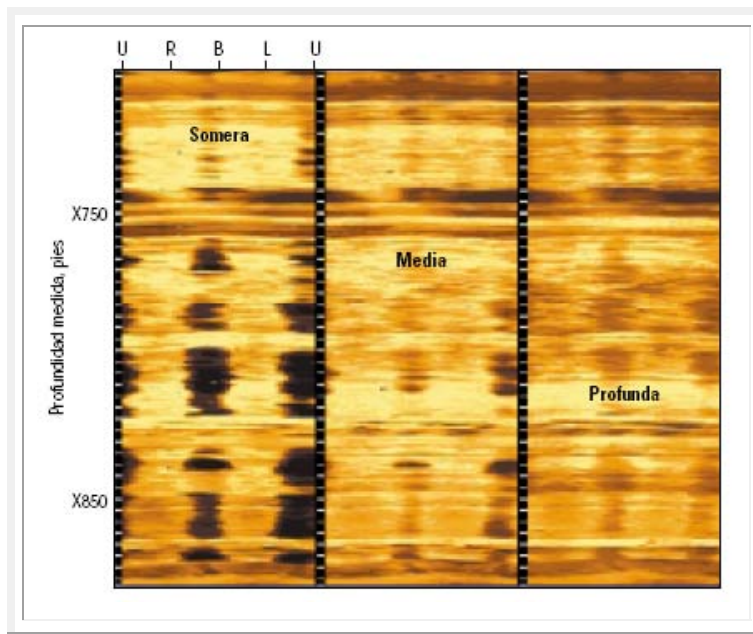 U R B L U
Somera
X750
Media
Profundidad medida, pies
Profunda
X850